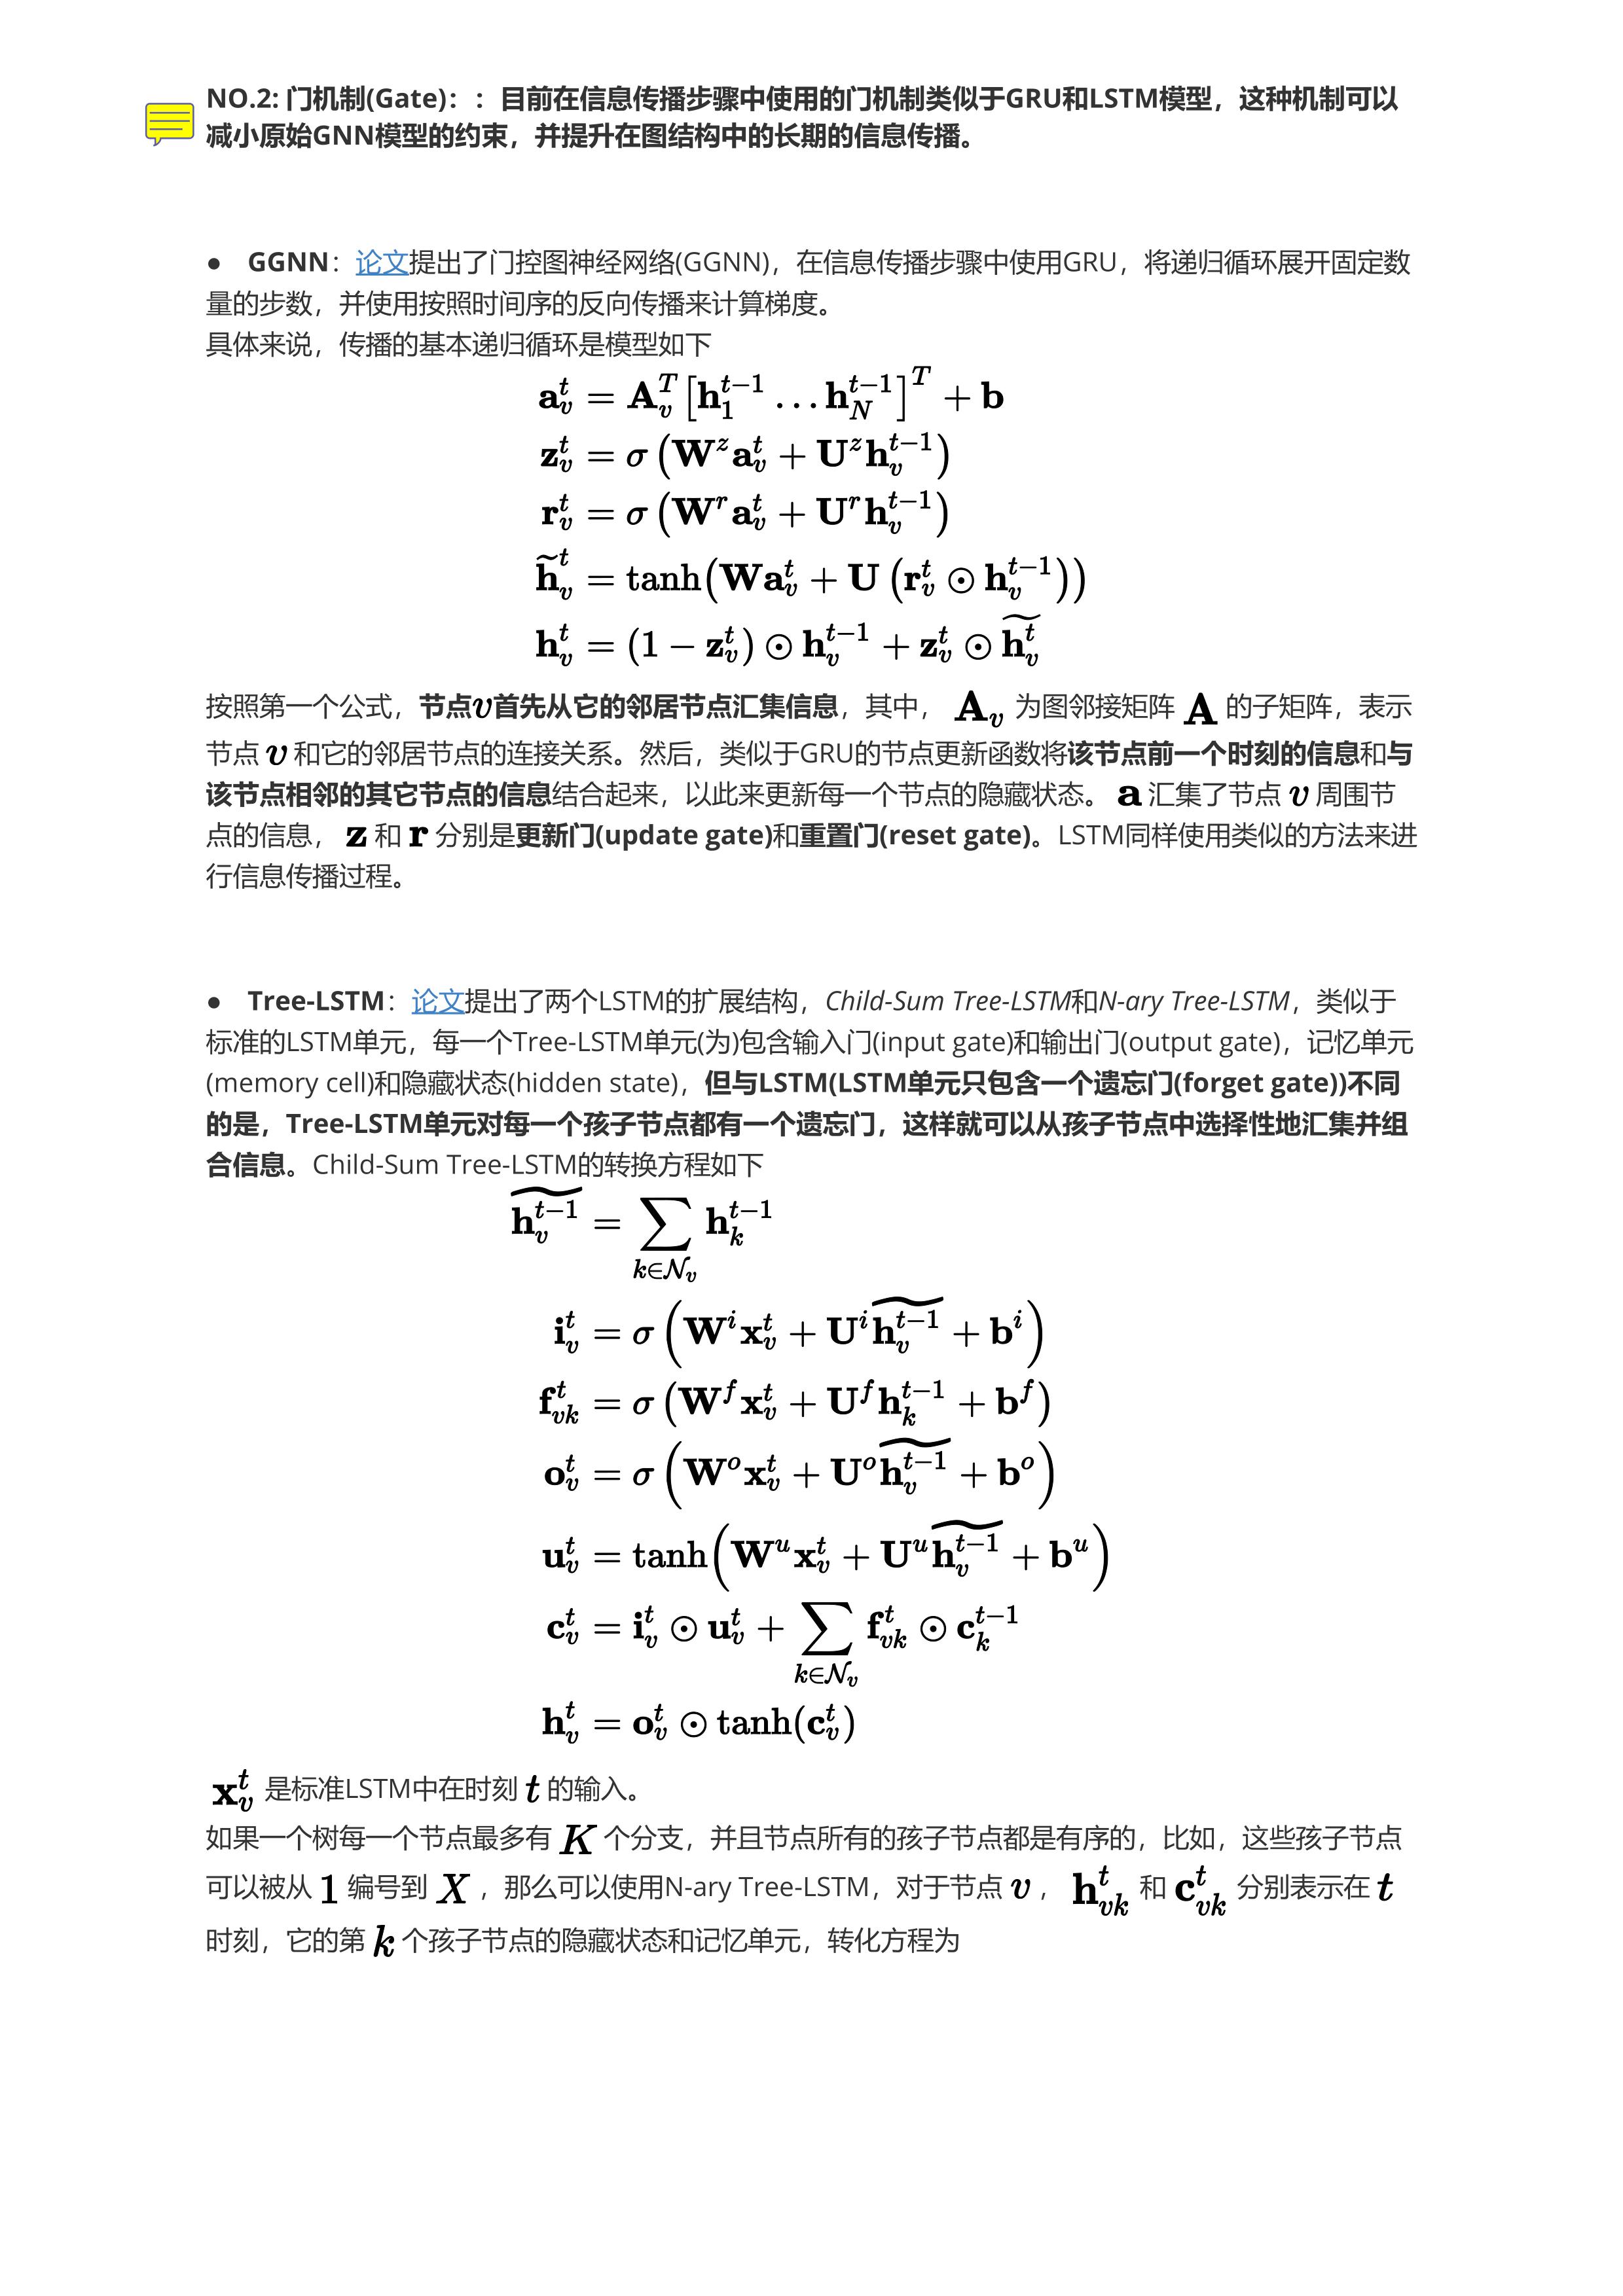 NO.2: 门机制(Gate)：：目前在信息传播步骤中使用的门机制类似于GRU和LSTM模型，这种机制可以
减小原始GNN模型的约束，并提升在图结构中的长期的信息传播。
● GGNN：论文提出了门控图神经网络(GGNN)，在信息传播步骤中使用GRU，将递归循环展开固定数
量的步数，并使用按照时间序的反向传播来计算梯度。
具体来说，传播的基本递归循环是模型如下
$\mathbf{a}_v^t = \mathbf{A}_v^T \left[ \mathbf{h}_1^{t-1} \ldots \mathbf{h}_N^{t-1} \right]^T + \mathbf{b}$
$\mathbf{z}_v^t = \sigma \left( \mathbf{W}^z \mathbf{a}_v^t + \mathbf{U}^z \mathbf{h}_v^{t-1} \right)$
$\mathbf{r}_v^t = \sigma \left( \mathbf{W}^r \mathbf{a}_v^t + \mathbf{U}^r \mathbf{h}_v^{t-1} \right)$
$\widetilde{\mathbf{h}}_v^t = \tanh \left( \mathbf{W} \mathbf{a}_v^t + \mathbf{U} \left( \mathbf{r}_v^t \odot \mathbf{h}_v^{t-1} \right) \right)$
$\mathbf{h}_v^t = (1 - \mathbf{z}_v^t) \odot \mathbf{h}_v^{t-1} + \mathbf{z}_v^t \odot \widetilde{\mathbf{h}_v^t}$
按照第一个公式，节点v首先从它的邻居节点汇集信息，其中， $\mathbf{A}_v$ 为图邻接矩阵 $\mathbf{A}$ 的子矩阵，表示
节点 v 和它的邻居节点的连接关系。然后，类似于GRU的节点更新函数将该节点前一个时刻的信息和与
该节点相邻的其它节点的信息结合起来，以此来更新每一个节点的隐藏状态。 $\mathbf{a}$ 汇集了节点 v 周围节
点的信息， $\mathbf{z}$ 和 $\mathbf{r}$ 分别是更新门(update gate)和重置门(reset gate)。LSTM同样使用类似的方法来进
行信息传播过程。
● Tree-LSTM：论文提出了两个LSTM的扩展结构，Child-Sum Tree-LSTM和N-ary Tree-LSTM，类似于
标准的LSTM单元，每一个Tree-LSTM单元(为)包含输入门(input gate)和输出门(output gate)，记忆单元
(memory cell)和隐藏状态(hidden state)，但与LSTM(LSTM单元只包含一个遗忘门(forget gate))不同
的是，Tree-LSTM单元对每一个孩子节点都有一个遗忘门，这样就可以从孩子节点中选择性地汇集并组
合信息。Child-Sum Tree-LSTM的转换方程如下
$\widetilde{\mathbf{h}_v^{t-1}} = \sum_{k \in \mathcal{N}_v} \mathbf{h}_k^{t-1}$
$\mathbf{i}_v^t = \sigma \left( \mathbf{W}^i \mathbf{x}_v^t + \mathbf{U}^i \widetilde{\mathbf{h}_v^{t-1}} + \mathbf{b}^i \right)$
$\mathbf{f}_{vk}^t = \sigma \left( \mathbf{W}^f \mathbf{x}_v^t + \mathbf{U}^f \mathbf{h}_k^{t-1} + \mathbf{b}^f \right)$
$\mathbf{o}_v^t = \sigma \left( \mathbf{W}^o \mathbf{x}_v^t + \mathbf{U}^o \widetilde{\mathbf{h}_v^{t-1}} + \mathbf{b}^o \right)$
$\mathbf{u}_v^t = \tanh \left( \mathbf{W}^u \mathbf{x}_v^t + \mathbf{U}^u \widetilde{\mathbf{h}_v^{t-1}} + \mathbf{b}^u \right)$
$\mathbf{c}_v^t = \mathbf{i}_v^t \odot \mathbf{u}_v^t + \sum_{k \in \mathcal{N}_v} \mathbf{f}_{vk}^t \odot \mathbf{c}_k^{t-1}$
$\mathbf{h}_v^t = \mathbf{o}_v^t \odot \tanh(\mathbf{c}_v^t)$
$\mathbf{x}_v^t$ 是标准LSTM中在时刻 t 的输入。
如果一个树每一个节点最多有 K 个分支，并且节点所有的孩子节点都是有序的，比如，这些孩子节点
可以被从 1 编号到 X ，那么可以使用N-ary Tree-LSTM，对于节点 v ， $\mathbf{h}_{vk}^t$ 和 $\mathbf{c}_{vk}^t$ 分别表示在 t
时刻，它的第 k 个孩子节点的隐藏状态和记忆单元，转化方程为